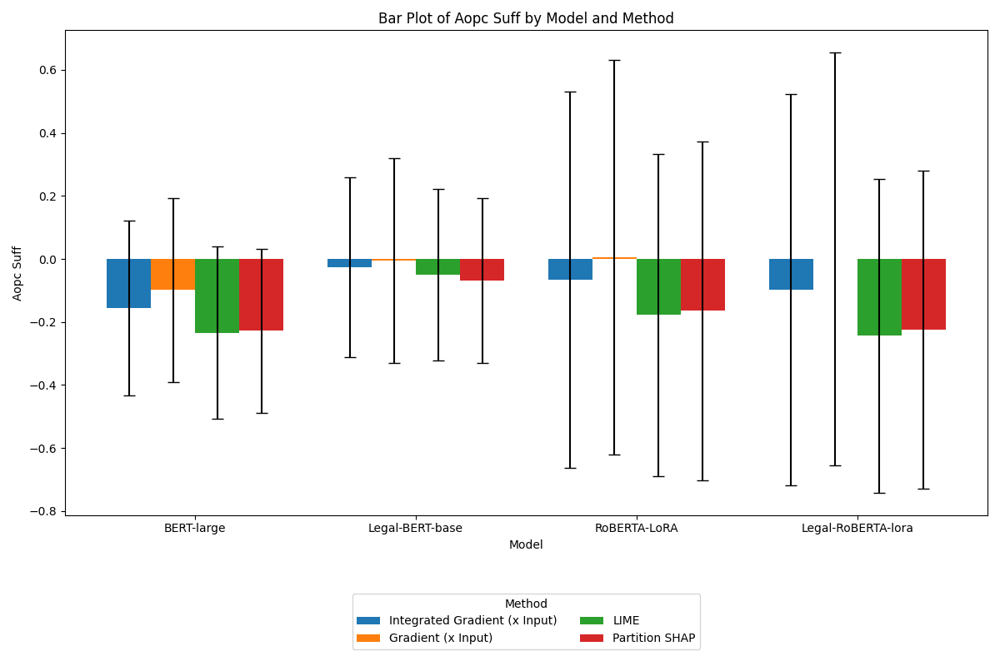 Bar Plot of Aopc Suff by Model and Method
Aopc Suff
0.6
0.4
0.2
0.0
−0.2
−0.4
−0.6
−0.8
BERT-large
Legal-BERT-base
RoBERTA-LoRA
Legal-RoBERTA-lora
Model
Method
Integrated Gradient (x Input)
Gradient (x Input)
LIME
Partition SHAP